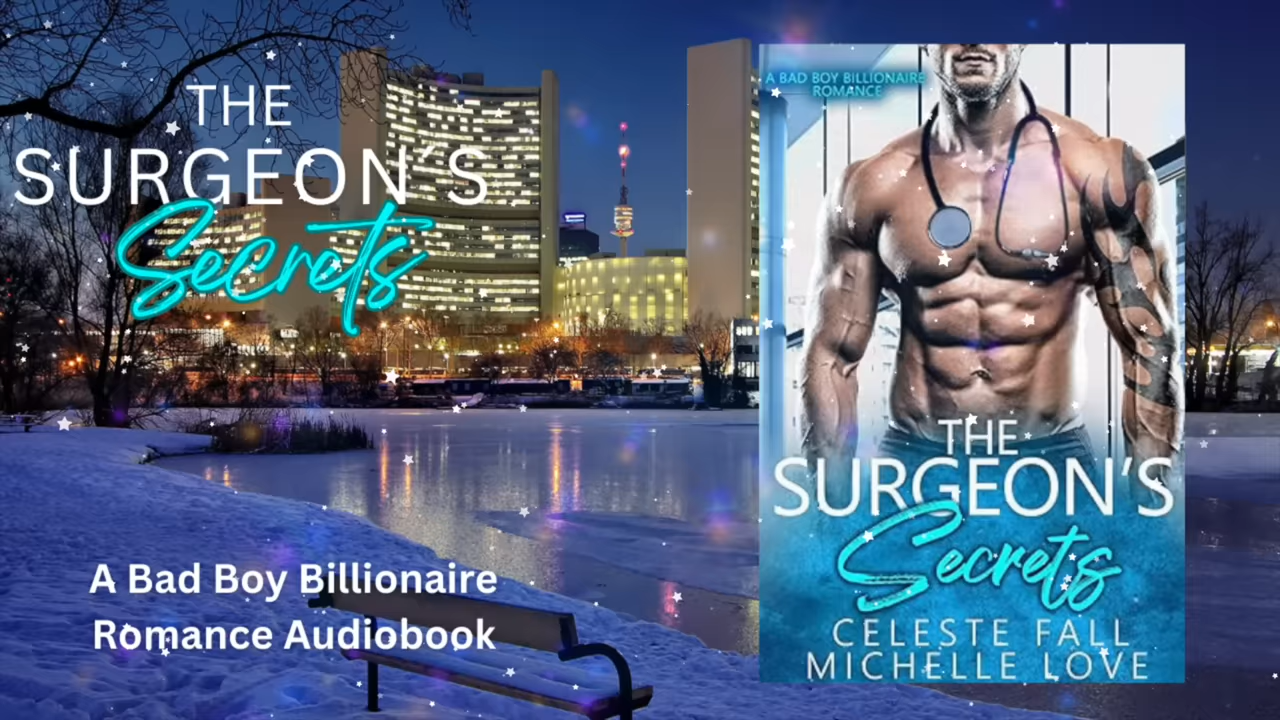 THE
SURGEON´S
Secrets
A Bad Boy Billionaire
Romance Audiobook
A BAD BOY BILLIONAIRE
ROMANCE
THE
SURGEON'S
Secrets
CELESTE FALL
MICHELLE LOVE